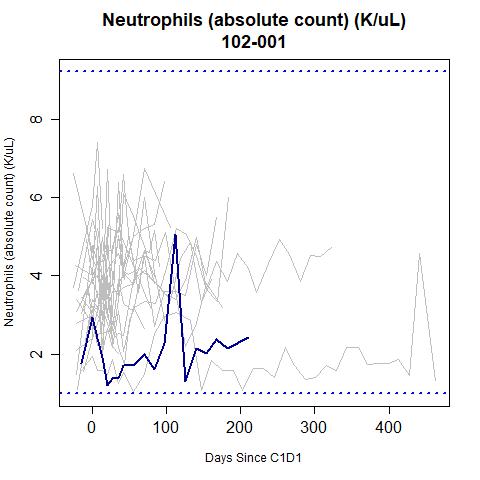 Neutrophils (absolute count) (K/uL)
102-001
Neutrophils (absolute count) (K/uL)
8
6
4
2
0 100 200 300 400
Days Since C1D1